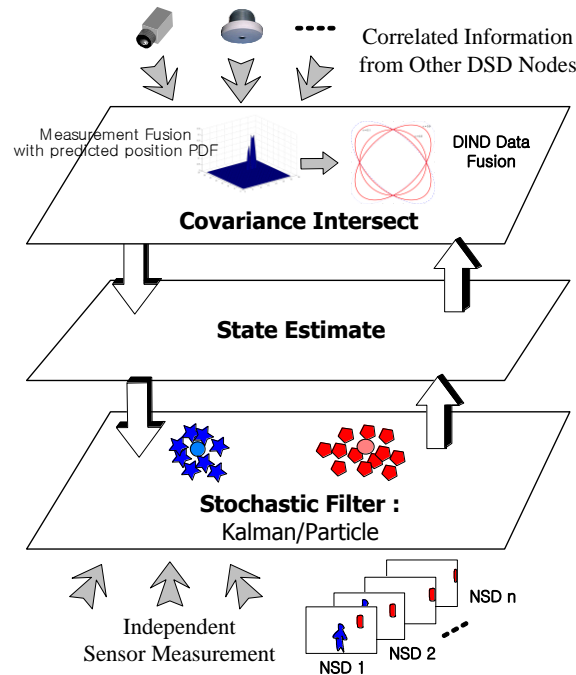 Correlated Information
from Other DSD Nodes
Measurement Fusion
with predicted position PDF
DIND Data
Fusion
Covariance Intersect
State Estimate
Stochastic Filter :
Kalman/Particle
Independent
Sensor Measurement
NSD 1
NSD 2
NSD n